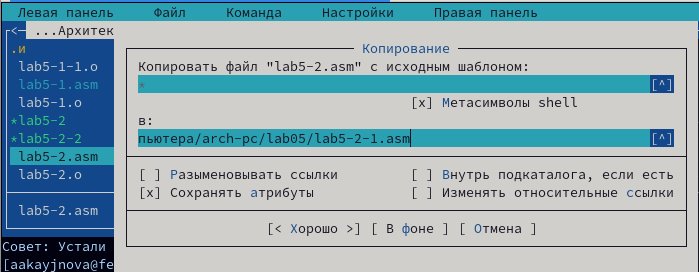 Левая панель Файл Команда Настройки Правая панель
<— ...Архитек
.и
lab5-1-1.o
lab5-1.asm
lab5-1.o
*lab5-2
*lab5-2-2
lab5-2.asm
lab5-2.o
lab5-2.asm
Совет: Устали
[aakayjnova@fe
Копирование
Копировать файл "lab5-2.asm" с исходным шаблоном:
* [^]
[x] Метасимволы shell
в:
пьютера/arch-pc/lab05/lab5-2-1.asm [^]
[ ] Разыменовывать ссылки [ ] Внутрь подкаталога, если есть
[x] Сохранять атрибуты [ ] Изменять относительные ссылки
[< Хорошо >] [ В фоне ] [ Отмена ]